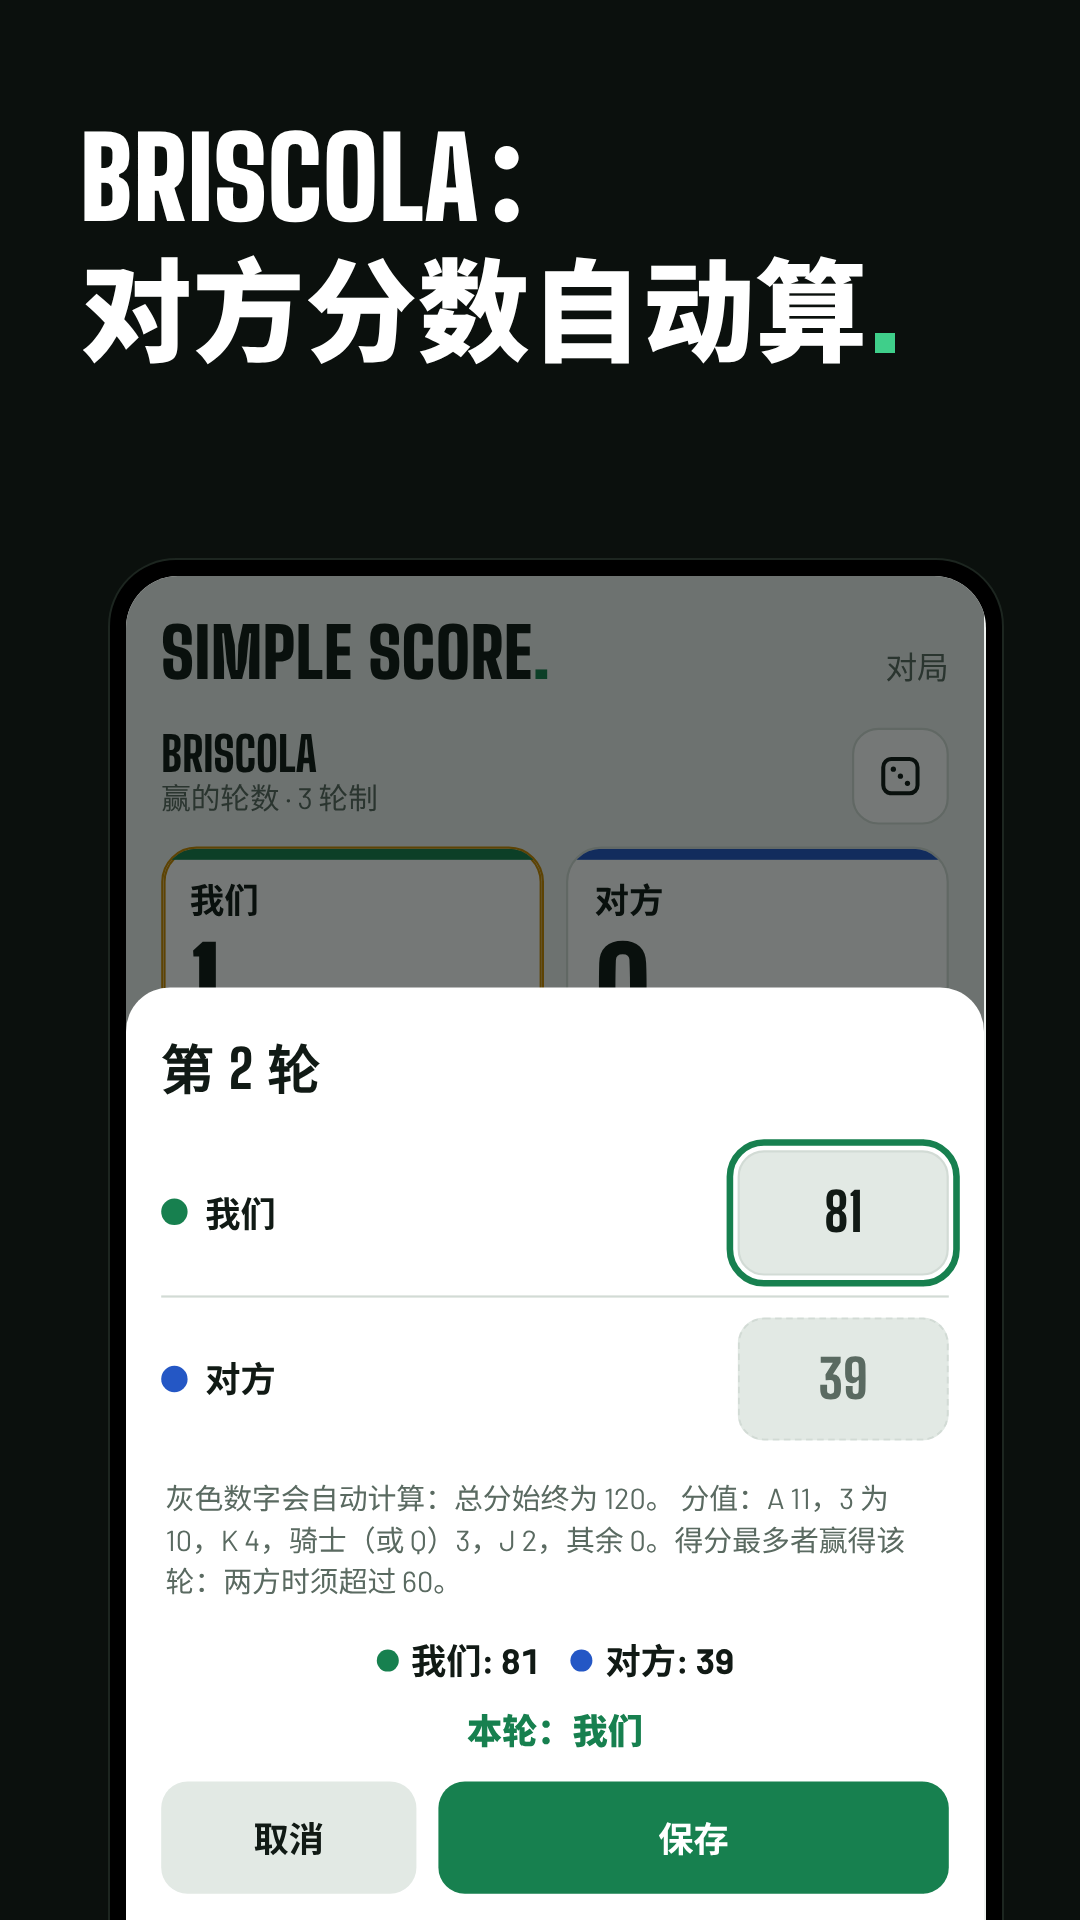 BRISCOLA：
对方分数自动算.
SIMPLE SCORE.
对局
BRISCOLA
赢的轮数 · 3 轮制
我们
对方
1
0
第 2 轮
我们
81
对方
39
灰色数字会自动计算：总分始终为 120。 分值：A 11，3 为
10，K 4，骑士（或 Q）3，J 2，其余 0。得分最多者赢得该
轮：两方时须超过 60。
我们: 81 对方: 39
本轮：我们
取消
保存